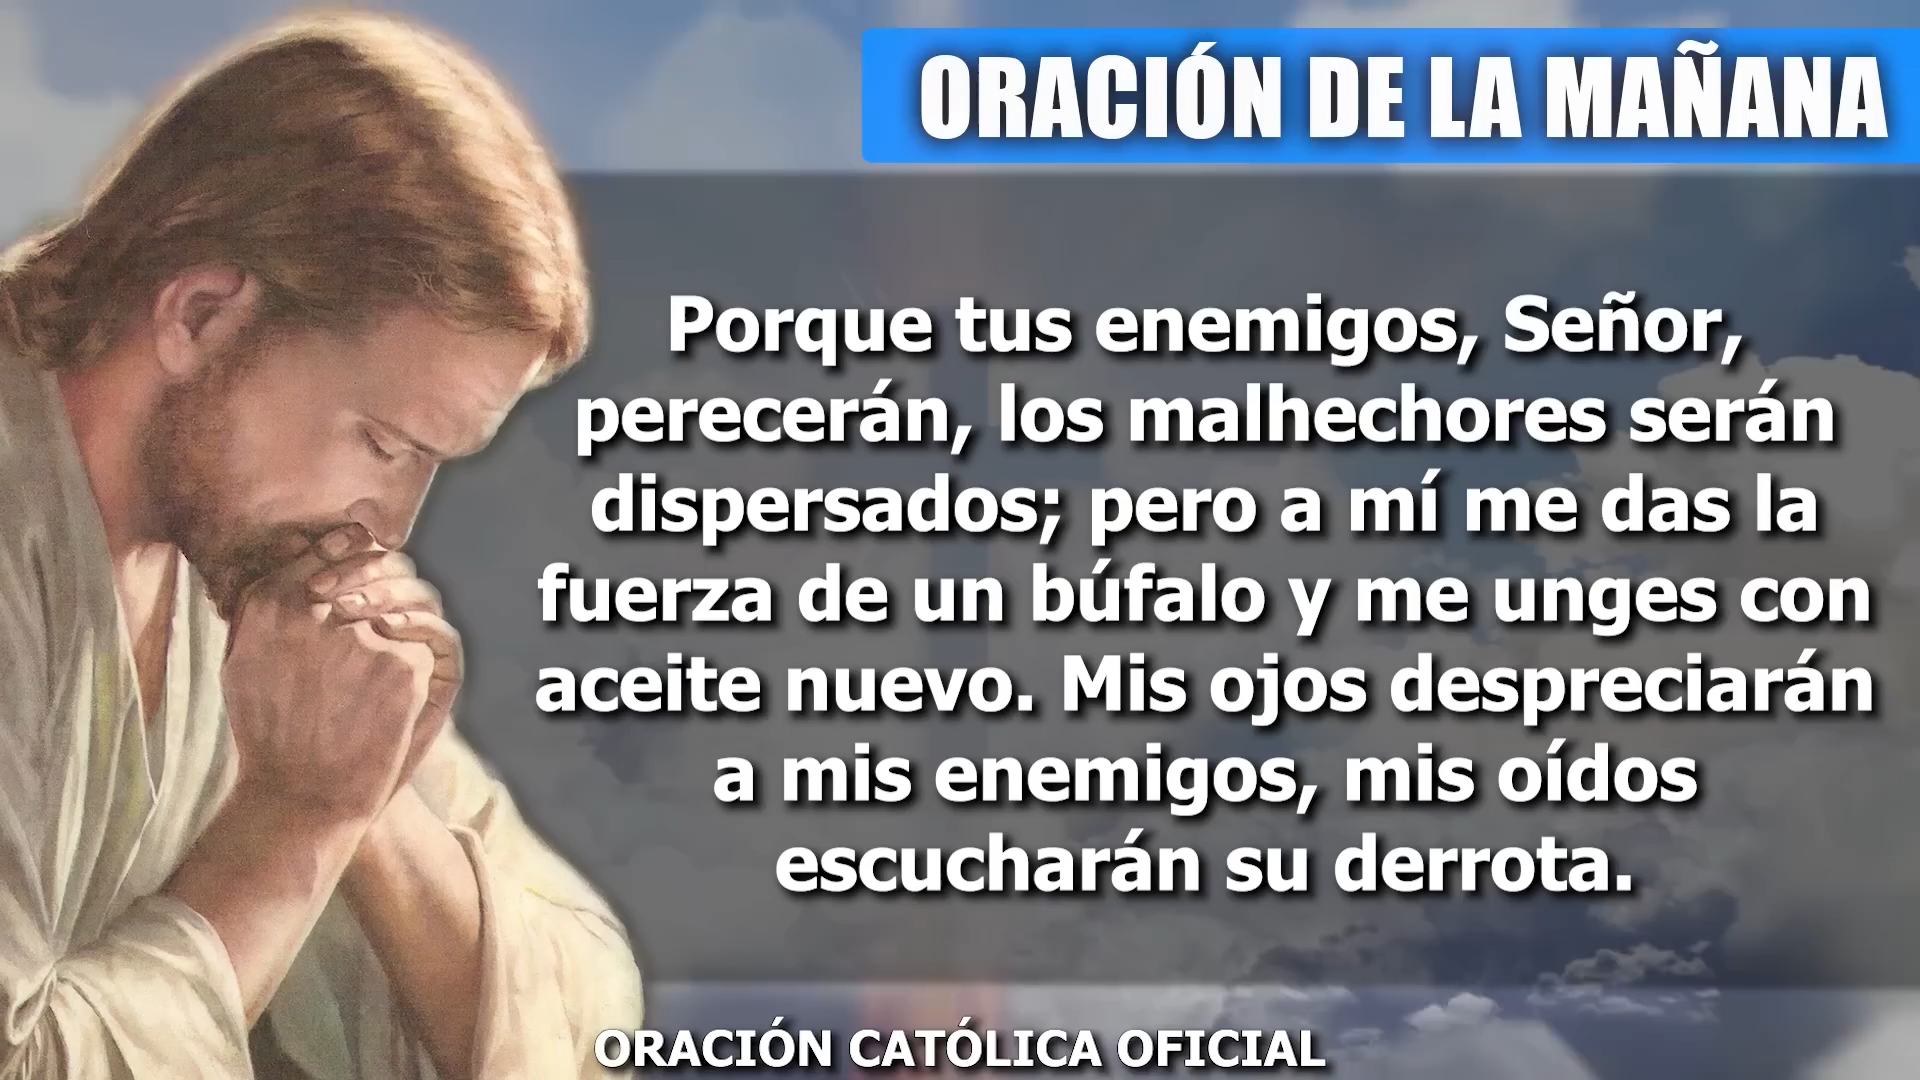 ORACIÓN DE LA MAÑANA
Porque tus enemigos, Señor,
perecerán, los malhechores serán
dispersados; pero a mí me das la
fuerza de un búfalo y me unges con
aceite nuevo. Mis ojos despreciarán
a mis enemigos, mis oídos
escucharán su derrota.
ORACIÓN CATÓLICA OFICIAL